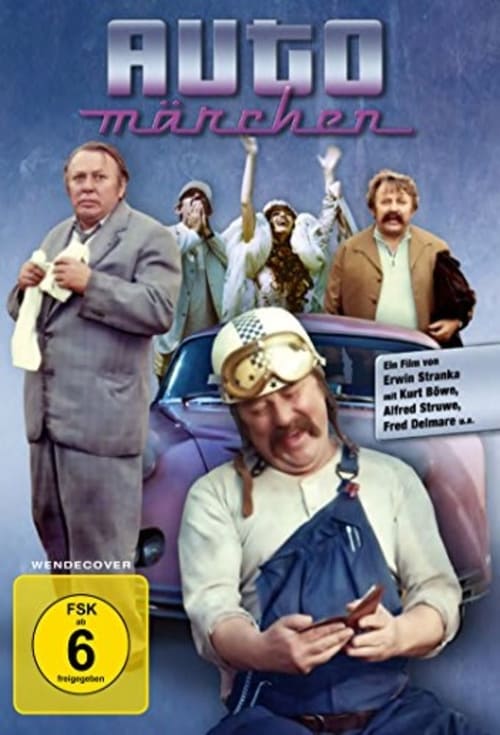 AUTO
märchen
Ein Film von
Erwin Stranka
mit Kurt Böwe,
Alfred Struwe,
Fred Delmare u.a.
WENDECOVER
FSK
ab
6
freigegeben